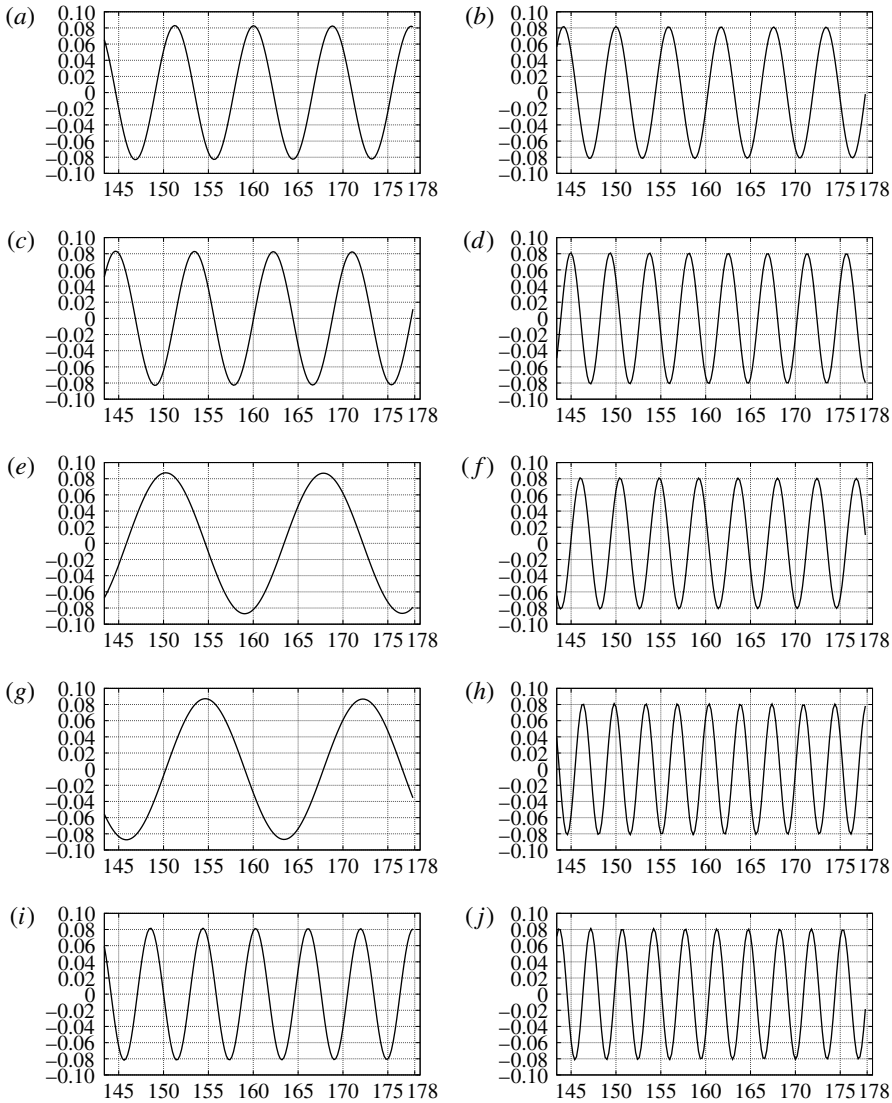 (a) 0.10 0.08 0.06 0.04 0.02 0 −0.02 −0.04 −0.06 −0.08 −0.10
145 150 155 160 165 170 175 178
(b) 0.10 0.08 0.06 0.04 0.02 0 −0.02 −0.04 −0.06 −0.08 −0.10
145 150 155 160 165 170 175 178
(c) 0.10 0.08 0.06 0.04 0.02 0 −0.02 −0.04 −0.06 −0.08 −0.10
145 150 155 160 165 170 175 178
(d) 0.10 0.08 0.06 0.04 0.02 0 −0.02 −0.04 −0.06 −0.08 −0.10
145 150 155 160 165 170 175 178
(e) 0.10 0.08 0.06 0.04 0.02 0 −0.02 −0.04 −0.06 −0.08 −0.10
145 150 155 160 165 170 175 178
(f) 0.10 0.08 0.06 0.04 0.02 0 −0.02 −0.04 −0.06 −0.08 −0.10
145 150 155 160 165 170 175 178
(g) 0.10 0.08 0.06 0.04 0.02 0 −0.02 −0.04 −0.06 −0.08 −0.10
145 150 155 160 165 170 175 178
(h) 0.10 0.08 0.06 0.04 0.02 0 −0.02 −0.04 −0.06 −0.08 −0.10
145 150 155 160 165 170 175 178
(i) 0.10 0.08 0.06 0.04 0.02 0 −0.02 −0.04 −0.06 −0.08 −0.10
145 150 155 160 165 170 175 178
(j) 0.10 0.08 0.06 0.04 0.02 0 −0.02 −0.04 −0.06 −0.08 −0.10
145 150 155 160 165 170 175 178